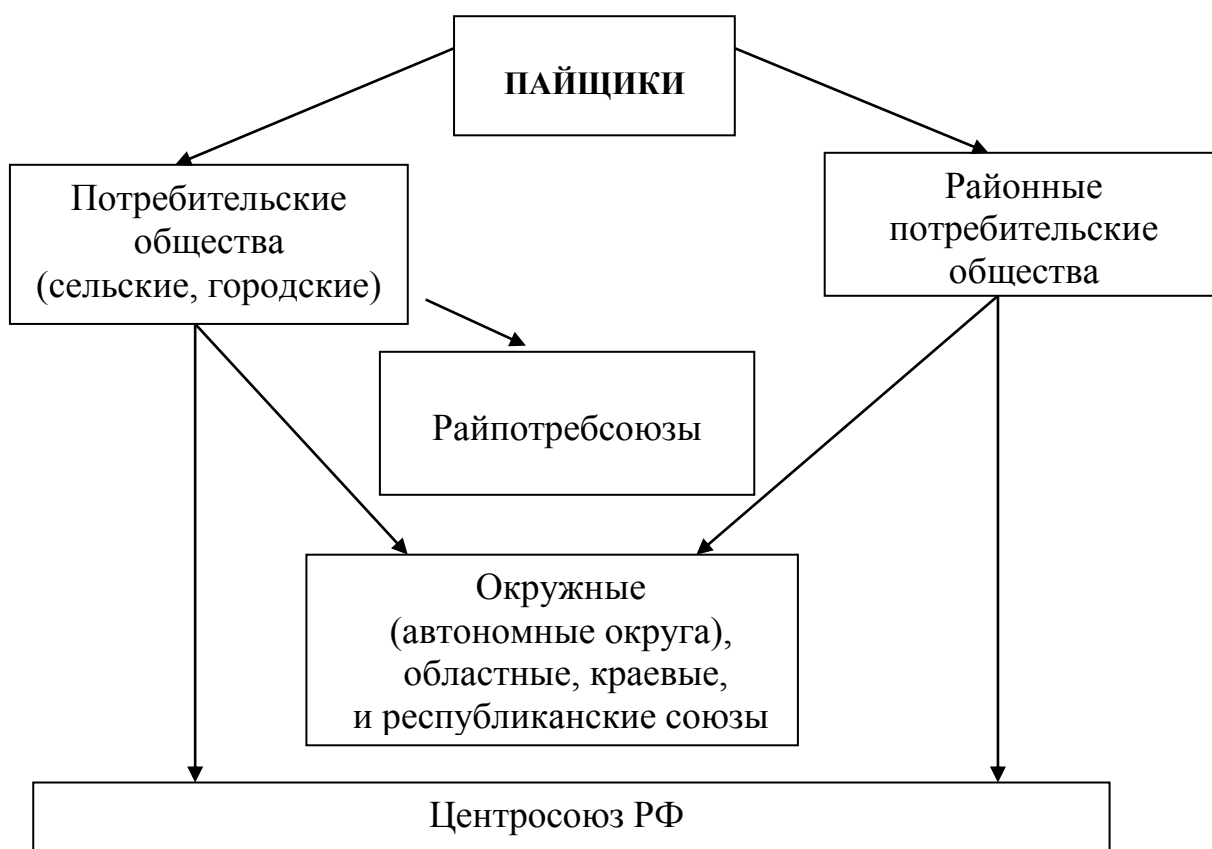 ПАЙЩИКИ
Потребительские
общества
(сельские, городские)
Районные
потребительские
общества
Райпотребсоюзы
Окружные
(автономные округа),
областные, краевые,
и республиканские союзы
Центросоюз РФ